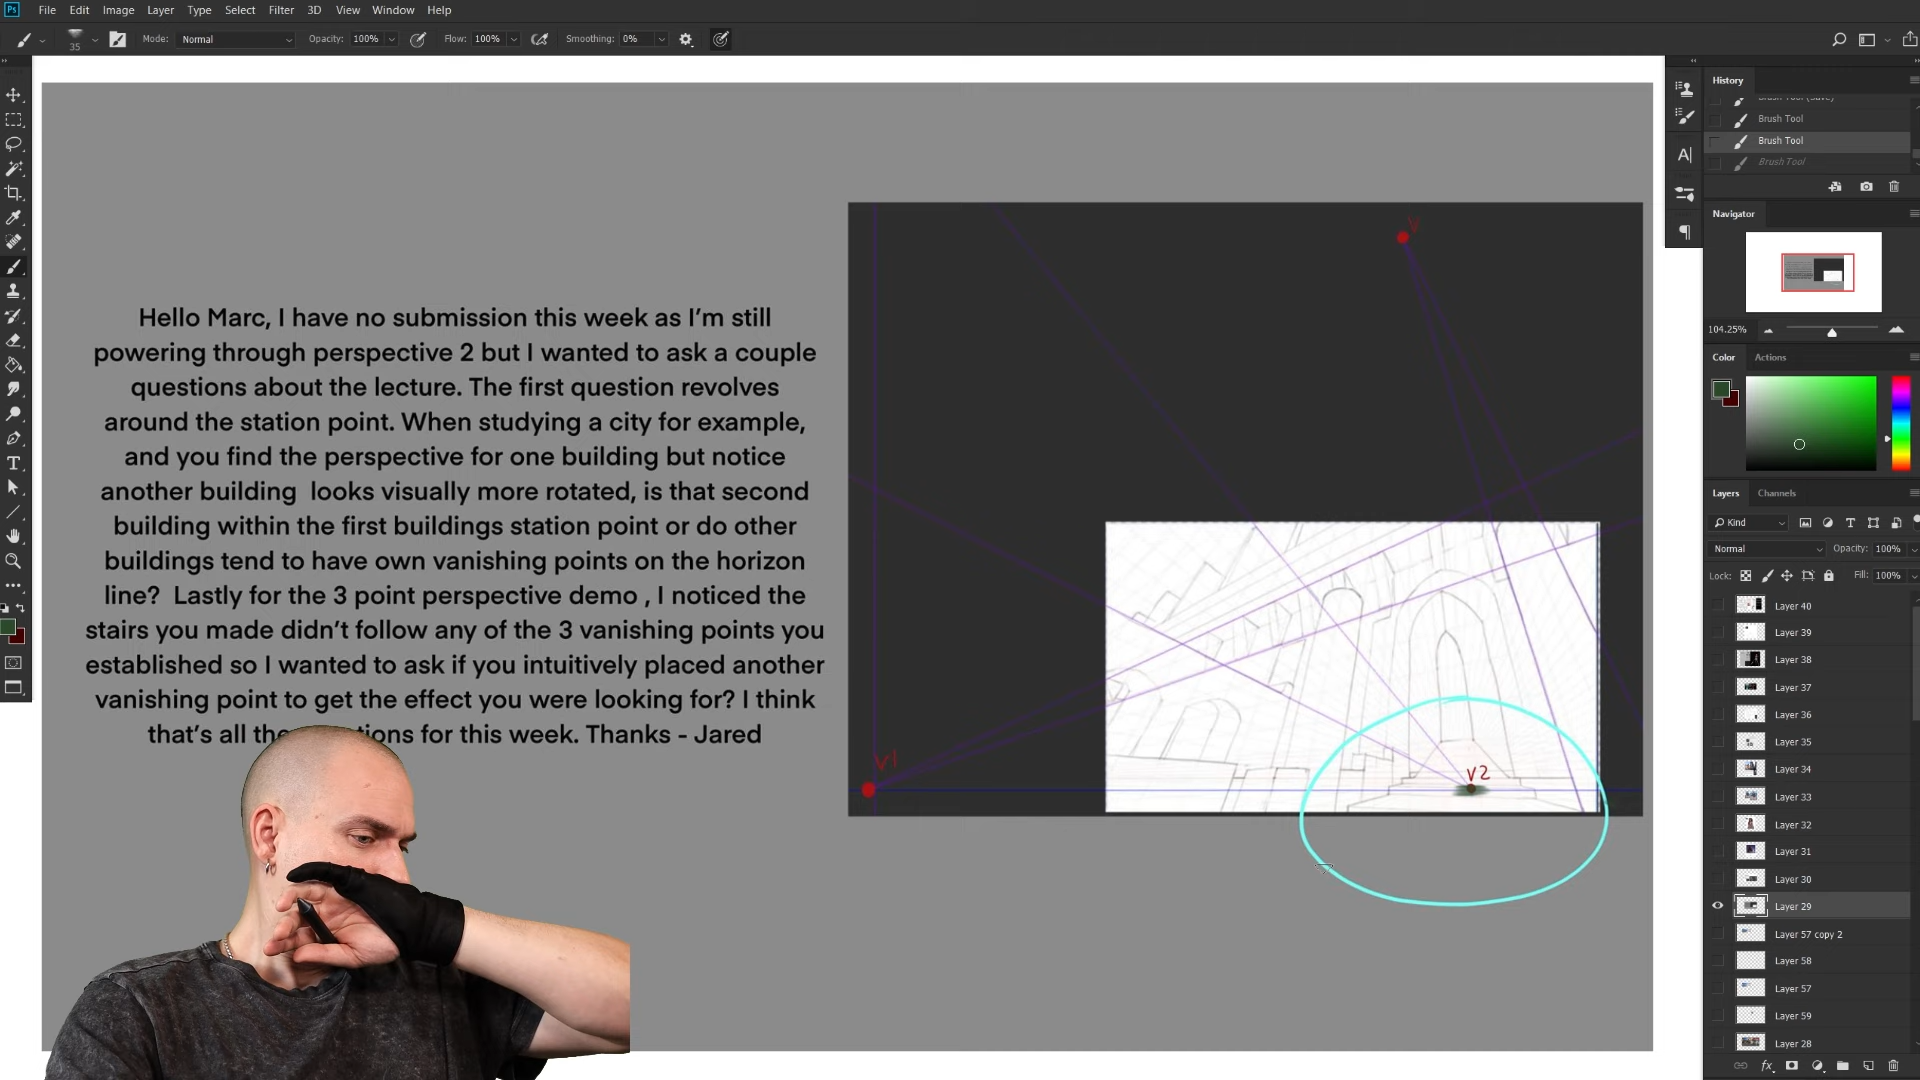 File Edit Image Layer Type Select Filter 3D View Window Help
35 Mode: Normal Opacity: 100% Flow: 100% Smoothing: 0%
Hello Marc, I have no submission this week as I'm still
powering through perspective 2 but I wanted to ask a couple
questions about the lecture. The first question revolves
around the station point. When studying a city for example,
and you find the perspective for one building but notice
another building looks visually more rotated, is that second
building within the first buildings station point or do other
buildings tend to have own vanishing points on the horizon
line? Lastly for the 3 point perspective demo , I noticed the
stairs you made didn't follow any of the 3 vanishing points you
established so I wanted to ask if you intuitively placed another
vanishing point to get the effect you were looking for? I think
that's all the
for this week. Thanks - Jared
V
V1
V2
History
Brush Tool (Save)
Brush Tool
Brush Tool
Brush Tool
Navigator
104.25%
Color Actions
Layers Channels
Kind
Normal Opacity: 100%
Lock: Fill: 100%
Layer 40
Layer 39
Layer 38
Layer 37
Layer 36
Layer 35
Layer 34
Layer 33
Layer 32
Layer 31
Layer 30
Layer 29
Layer 57 copy 2
Layer 58
Layer 57
Layer 59
Layer 28
fx